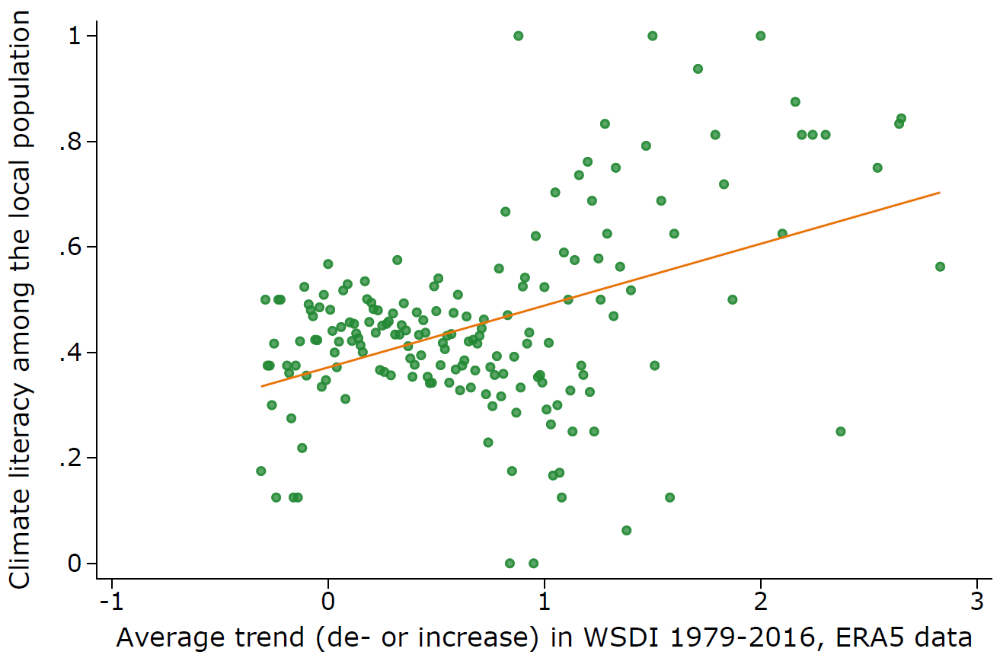 Climate literacy among the local population
1
.8
.6
.4
.2
0
-1 0 1 2 3
Average trend (de- or increase) in WSDI 1979-2016, ERA5 data